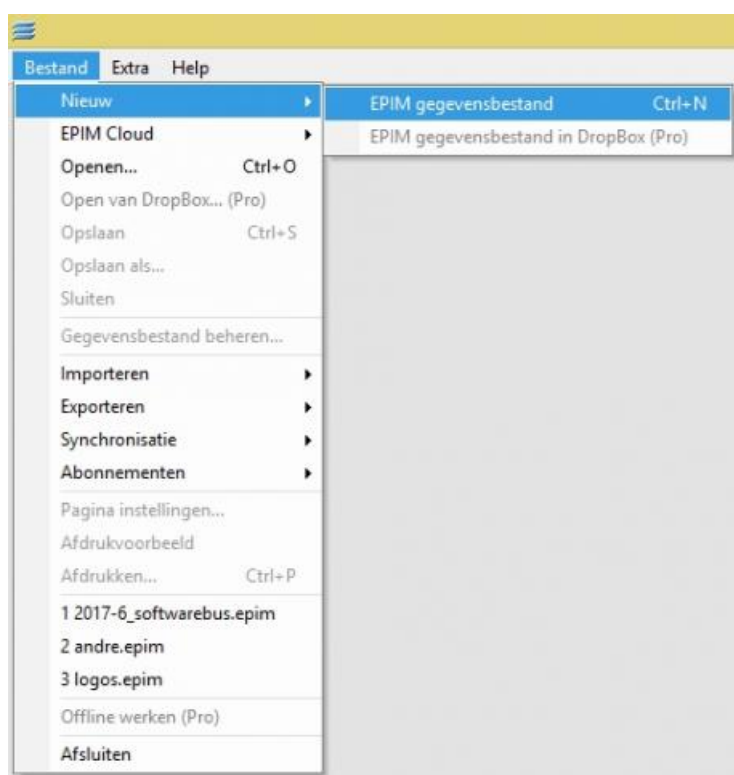 Bestand Extra Help
Nieuw
EPIM gegevensbestand Ctrl+N
EPIM Cloud
EPIM gegevensbestand in DropBox (Pro)
Openen... Ctrl+O
Open van DropBox... (Pro)
Opslaan Ctrl+S
Opslaan als...
Sluiten
Gegevensbestand beheren...
Importeren
Exporteren
Synchronisatie
Abonnementen
Pagina instellingen...
Afdrukvoorbeeld
Afdrukken... Ctrl+P
1 2017-6_softwarebus.epim
2 andre.epim
3 logos.epim
Offline werken (Pro)
Afsluiten